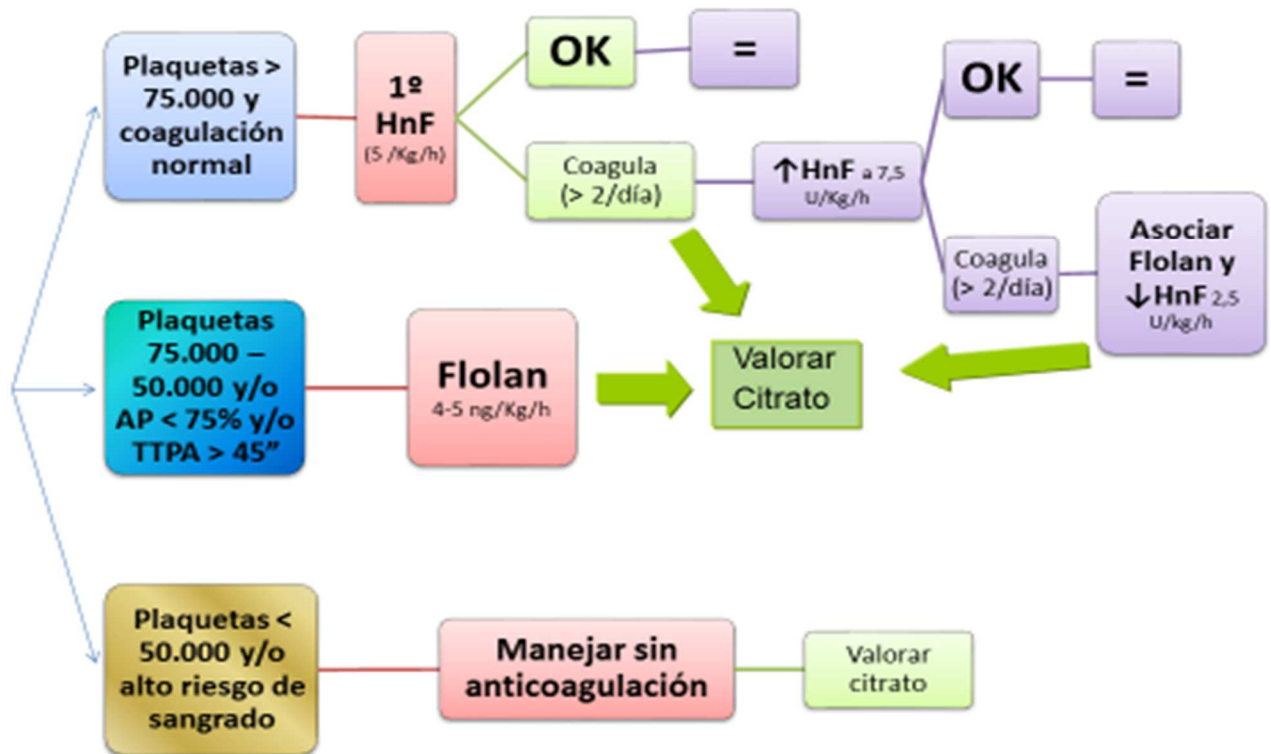 Plaquetas >
75.000 y
coagulación
normal
1º
HnF
(5 /Kg/h)
OK
=
Coagula
(> 2/día)
↑HnF a 7,5
U/Kg/h
OK
=
Coagula
(> 2/día)
Asociar
Flolan y
↓HnF 2,5
U/kg/h
Plaquetas
75.000 –
50.000 y/o
AP < 75% y/o
TTPA > 45”
Flolan
4-5 ng/Kg/h
Valorar
Citrato
Plaquetas <
50.000 y/o
alto riesgo de
sangrado
Manejar sin
anticoagulación
Valorar
citrato